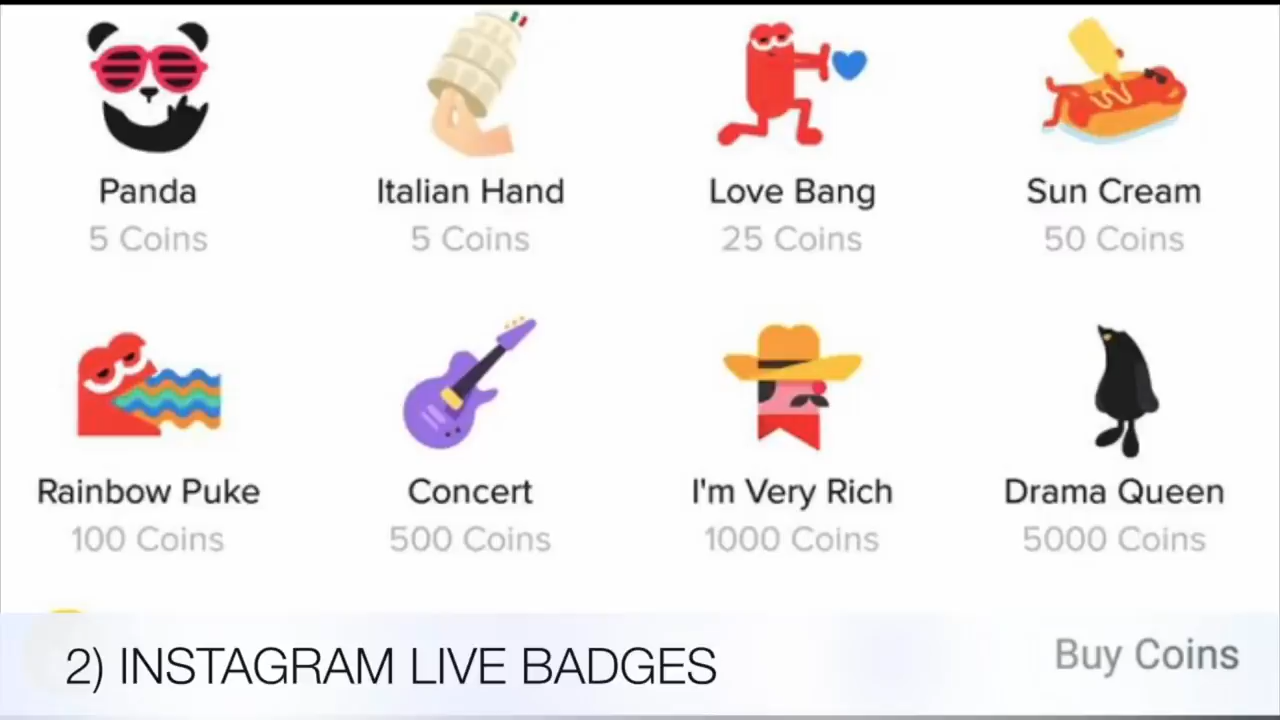 Panda
5 Coins
Italian Hand
5 Coins
Love Bang
25 Coins
Sun Cream
50 Coins
Rainbow Puke
100 Coins
Concert
500 Coins
I'm Very Rich
1000 Coins
Drama Queen
5000 Coins
2) INSTAGRAM LIVE BADGES
Buy Coins